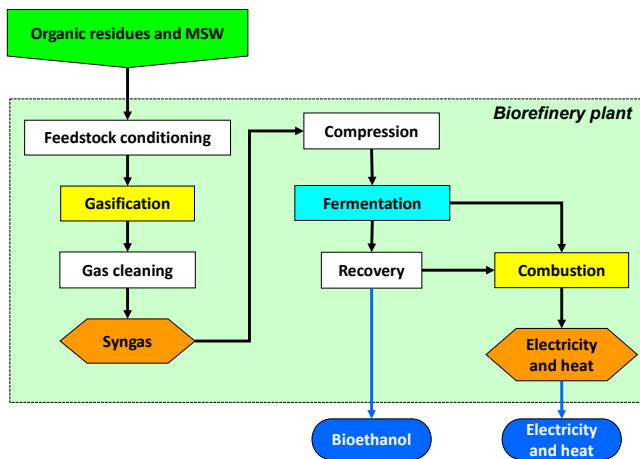 Organic residues and MSW
Biorefinery plant
Feedstock conditioning
Compression
Gasification
Fermentation
Gas cleaning
Recovery
Combustion
Syngas
Electricity
and heat
Bioethanol
Electricity
and heat